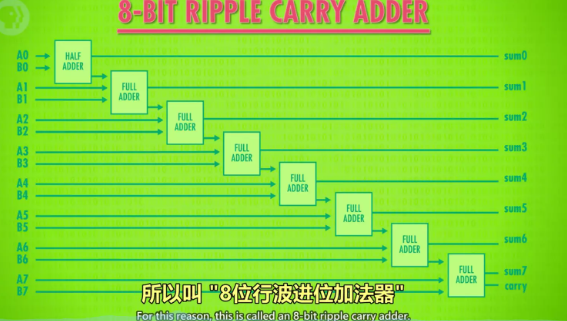 8-BIT RIPPLE CARRY ADDER
A0
B0
HALF ADDER
sum0
A1
B1
FULL ADDER
sum1
A2
B2
FULL ADDER
sum2
A3
B3
FULL ADDER
sum3
A4
B4
FULL ADDER
sum4
A5
B5
FULL ADDER
sum5
A6
B6
FULL ADDER
sum6
A7
B7
FULL ADDER
sum7
carry
所以叫 "8位行波进位加法器"
For this reason, this is called an 8-bit ripple carry adder.